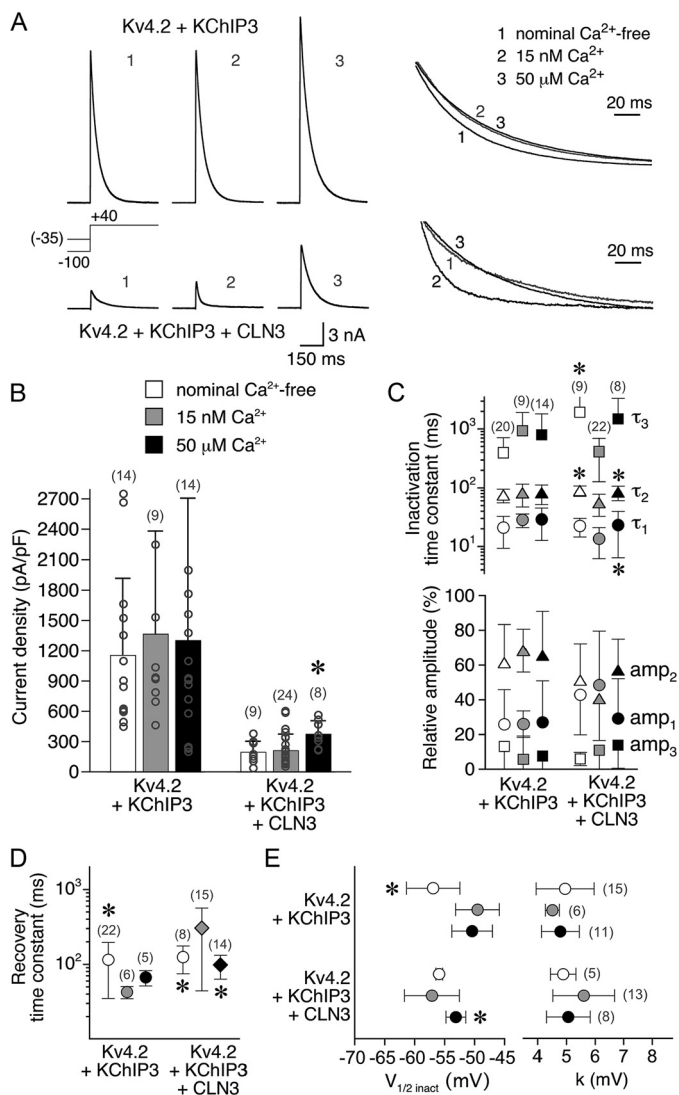 A
Kv4.2 + KChIP3
1
2
3
1 nominal Ca²⁺-free
2 15 nM Ca²⁺
3 50 µM Ca²⁺
20 ms
2
3
1
+40
(-35)
-100
1
2
3
Kv4.2 + KChIP3 + CLN3
3 nA
150 ms
20 ms
3
1
2
B
nominal Ca²⁺-free
15 nM Ca²⁺
50 µM Ca²⁺
Current density (pA/pF)
2700
2400
2100
1800
1500
1200
900
600
300
0
(14)
(9)
(14)
(9)
(24)
*
(8)
Kv4.2
+ KChIP3
Kv4.2
+ KChIP3
+ CLN3
C
Inactivation
time constant (ms)
10³
10²
10¹
(20)
(9)
(14)
*
(9)
(22)
(8)
*
*
*
τ₃
τ₂
τ₁
Relative amplitude (%)
100
80
60
40
20
0
amp₂
amp₁
amp₃
Kv4.2
+ KChIP3
Kv4.2
+ KChIP3
+ CLN3
D
Recovery
time constant (ms)
10³
10²
*
(22)
(6)
(5)
(8)
*
(15)
(14)
*
Kv4.2
+ KChIP3
Kv4.2
+ KChIP3
+ CLN3
E
Kv4.2
+ KChIP3
*
(15)
(6)
(11)
Kv4.2
+ KChIP3
+ CLN3
(5)
(13)
*
(8)
-70 -65 -60 -55 -50 -45
V1/2 inact (mV)
4 5 6 7 8
k (mV)